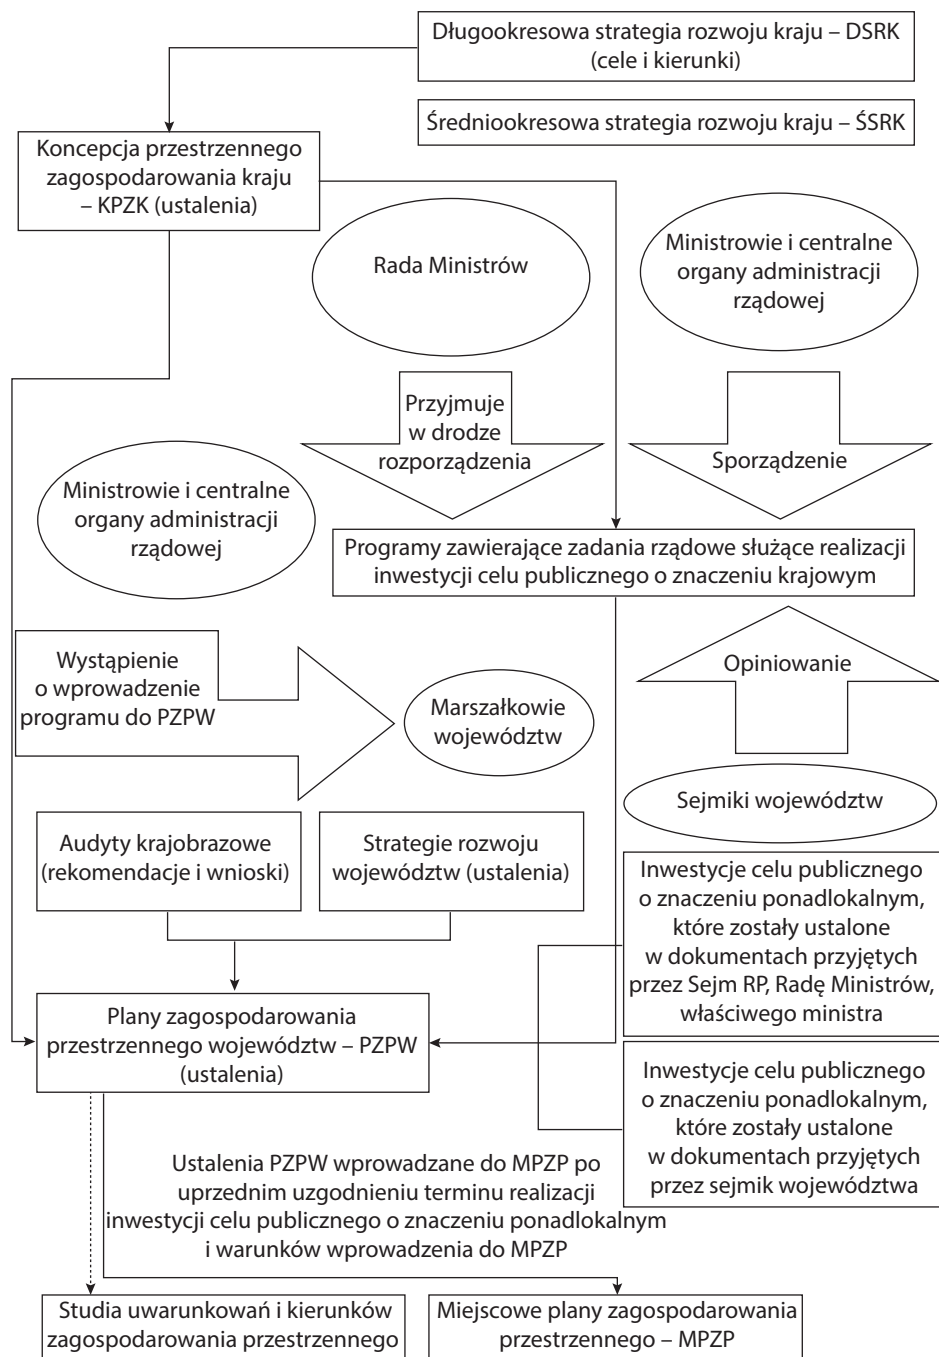 Długookresowa strategia rozwoju kraju – DSRK
(cele i kierunki)
Średniookresowa strategia rozwoju kraju – ŚSRK
Koncepcja przestrzennego
zagospodarowania kraju
– KPZK (ustalenia)
Rada Ministrów
Ministrowie i centralne
organy administracji
rządowej
Przyjmuje
w drodze
rozporządzenia
Sporządzenie
Ministrowie i centralne
organy administracji
rządowej
Programy zawierające zadania rządowe służące realizacji
inwestycji celu publicznego o znaczeniu krajowym
Wystąpienie
o wprowadzenie
programu do PZPW
Marszałkowie
województw
Opiniowanie
Sejmiki województw
Audyty krajobrazowe
(rekomendacje i wnioski)
Strategie rozwoju
województw (ustalenia)
Inwestycje celu publicznego
o znaczeniu ponadlokalnym,
które zostały ustalone
w dokumentach przyjętych
przez Sejm RP, Radę Ministrów,
właściwego ministra
Plany zagospodarowania
przestrzennego województw – PZPW
(ustalenia)
Inwestycje celu publicznego
o znaczeniu ponadlokalnym,
które zostały ustalone
w dokumentach przyjętych
przez sejmik województwa
Ustalenia PZPW wprowadzane do MPZP po
uprzednim uzgodnieniu terminu realizacji
inwestycji celu publicznego o znaczeniu ponadlokalnym
i warunków wprowadzenia do MPZP
Studia uwarunkowań i kierunków
zagospodarowania przestrzennego
Miejscowe plany zagospodarowania
przestrzennego – MPZP